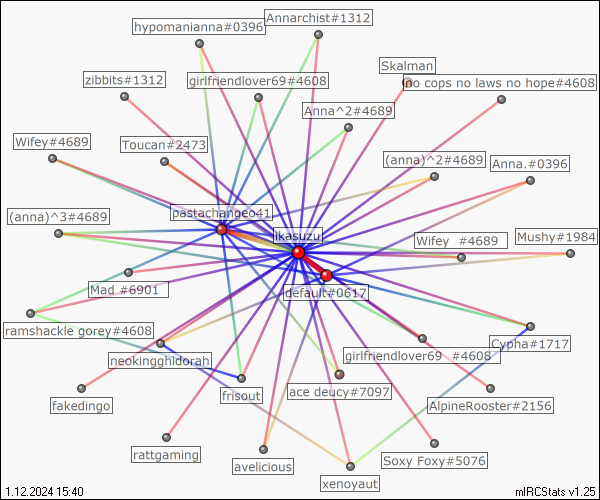 hypomanianna#0396
Annarchist#1312
Skalman
zibbits#1312
girlfriendlover69#4608
no cops no laws no hope#4608
Anna^2#4689
Wifey#4689
Toucan#2473
(anna)^2#4689
Anna.#0396
(anna)^3#4689
pastachangeo41
ikasuzu
Wifey_#4689
Mushy#1984
Mad_#6901
default#0617
ramshackle gorey#4608
neokingghidorah
girlfriendlover69_#4608
Cypha#1717
fakedingo
frisout
ace deucy#7097
AlpineRooster#2156
rattgaming
avelicious
Soxy Foxy#5076
xenoyaut
1.12.2024 15:40
mIRCStats v1.25